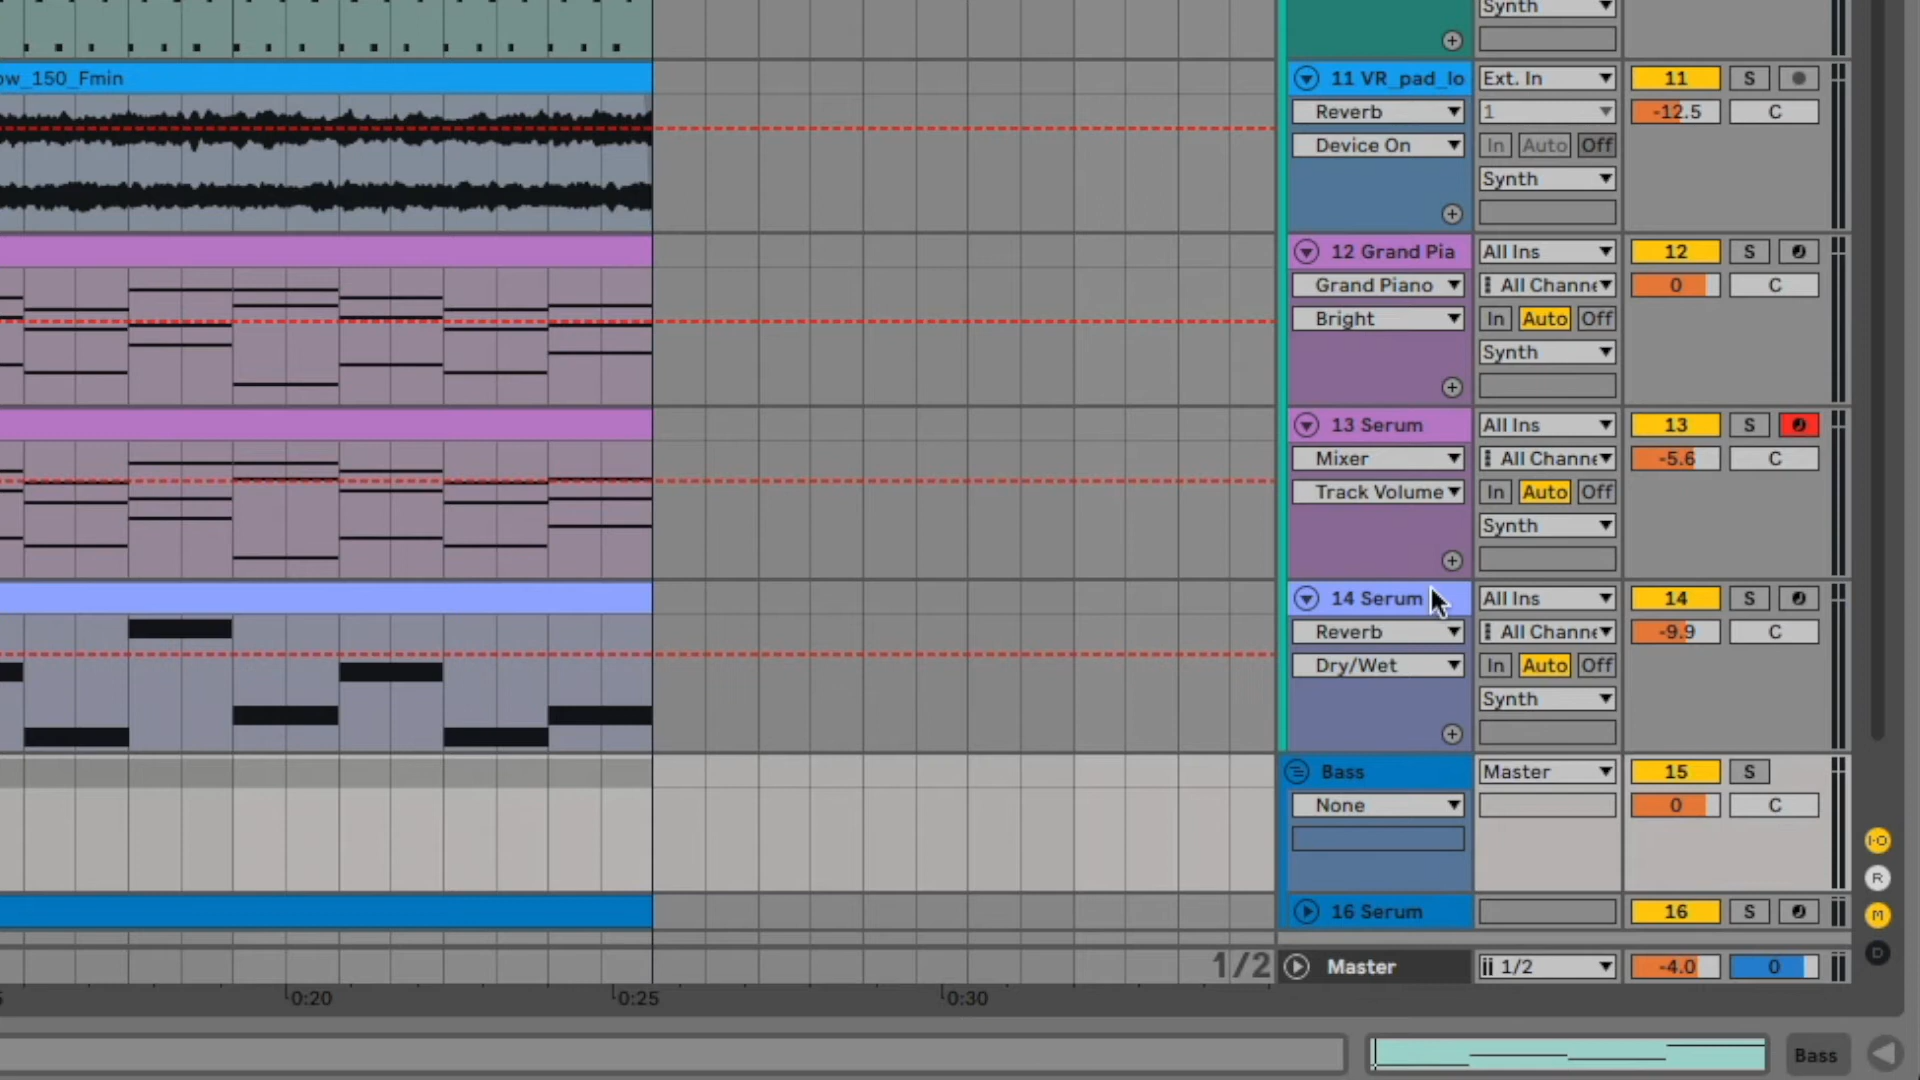 Synth
ow_150_Fmin
11 VR_pad_lo Ext. In 11 S
Reverb 1 -12.5 C
Device On In Auto Off
Synth
12 Grand Pia All Ins 12 S
Grand Piano All Channe 0 C
Bright In Auto Off
Synth
13 Serum All Ins 13 S
Mixer All Channe -5.6 C
Track Volume In Auto Off
Synth
14 Serum All Ins 14 S
Reverb All Channe -9.9 C
Dry/Wet In Auto Off
Synth
Bass Master 15 S
None 0 C
I·O
R
16 Serum 16 S
M
D
1/2 Master 1/2 -4.0 0
0:20 0:25 0:30
Bass